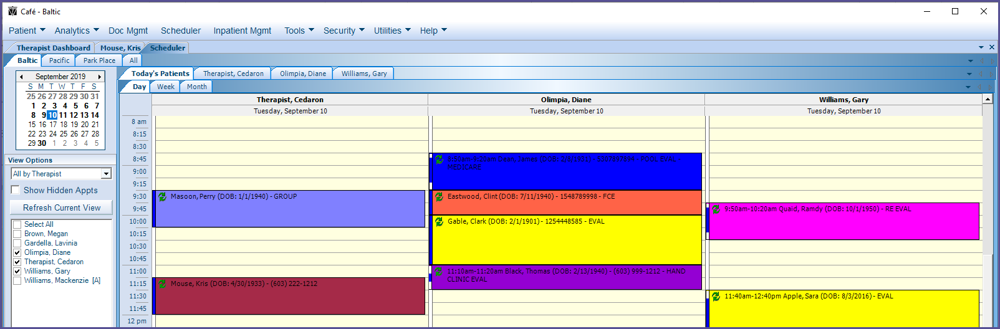 Café - Baltic
Patient Analytics Doc Mgmt Scheduler Inpatient Mgmt Tools Security Utilities Help
Therapist Dashboard Mouse, Kris Scheduler
Baltic Pacific Park Place All
September 2019
S M T W T F S
25 26 27 28 29 30 31
1 2 3 4 5 6 7
8 9 10 11 12 13 14
15 16 17 18 19 20 21
22 23 24 25 26 27 28
29 30 1 2 3 4 5
View Options
All by Therapist
Show Hidden Appts
Refresh Current View
Select All
Brown, Megan
Gardella, Lavinia
Olimpia, Diane
Therapist, Cedaron
Williams, Gary
Williams, Mackenzie [A]
Today's Patients Therapist, Cedaron Olimpia, Diane Williams, Gary
Day Week Month
Therapist, Cedaron Olimpia, Diane Williams, Gary
Tuesday, September 10 Tuesday, September 10 Tuesday, September 10
8 am
8:15
8:30
8:45
9:00
9:15
9:30
9:45
10:00
10:15
10:30
10:45
11:00
11:15
11:30
11:45
12 pm
Masoon, Perry (DOB: 1/1/1940) - GROUP
Mouse, Kris (DOB: 4/30/1933) - (603) 222-1212
8:50am-9:20am Dean, James (DOB: 2/8/1931) - 5307897894 - POOL EVAL -
MEDICARE
Eastwood, Clint (DOB: 7/11/1940) - 1548789998 - FCE
Gable, Clark (DOB: 2/1/1901) - 1254448585 - EVAL
11:10am-11:20am Black, Thomas (DOB: 2/13/1940) - (603) 999-1212 - HAND
CLINIC EVAL
9:50am-10:20am Quaid, Ramdy (DOB: 10/1/1950) - RE EVAL
11:40am-12:40pm Apple, Sara (DOB: 8/3/2016) - EVAL